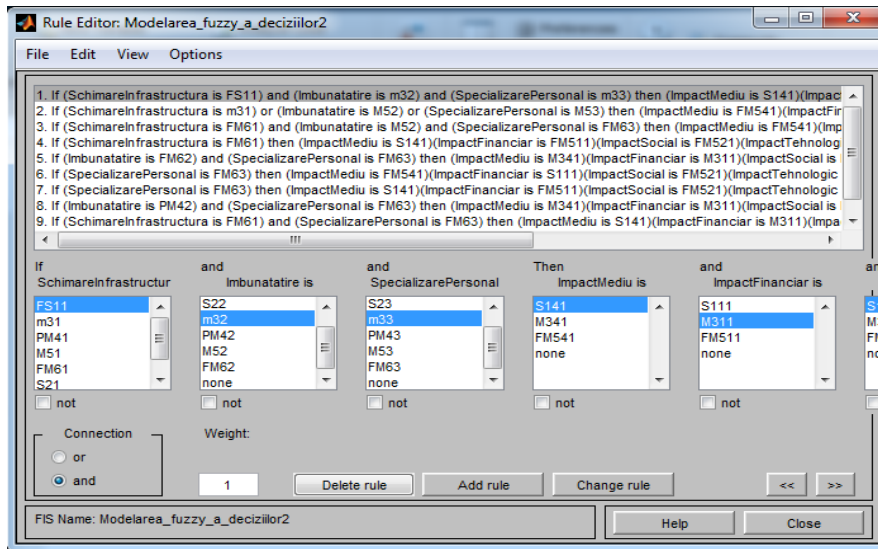 Rule Editor: Modelarea_fuzzy_a_deciziilor2
File Edit View Options
1. If (SchimareInfrastructura is FS11) and (Imbunatatire is m32) and (SpecializarePersonal is m33) then (ImpactMediu is S141)(Impact
2. If (SchimareInfrastructura is m31) or (Imbunatatire is M52) or (SpecializarePersonal is M53) then (ImpactMediu is FM541)(ImpactFir
3. If (SchimareInfrastructura is FM61) and (Imbunatatire is M52) and (SpecializarePersonal is FM63) then (ImpactMediu is FM541)(Imp
4. If (SchimareInfrastructura is FM61) then (ImpactMediu is S141)(ImpactFinanciar is FM511)(ImpactSocial is FM521)(ImpactTehnolog
5. If (Imbunatatire is FM62) and (SpecializarePersonal is FM63) then (ImpactMediu is M341)(ImpactFinanciar is M311)(ImpactSocial is
6. If (SpecializarePersonal is FM63) then (ImpactMediu is FM541)(ImpactFinanciar is S111)(ImpactSocial is FM521)(ImpactTehnologic
7. If (SpecializarePersonal is FM63) then (ImpactMediu is S141)(ImpactFinanciar is FM511)(ImpactSocial is FM521)(ImpactTehnologic
8. If (Imbunatatire is PM42) and (SpecializarePersonal is FM63) then (ImpactMediu is M341)(ImpactFinanciar is M311)(ImpactSocial is
9. If (SchimareInfrastructura is FM61) and (SpecializarePersonal is FM63) then (ImpactMediu is S141)(ImpactFinanciar is M311)(Impa
If and and Then and ar
SchimareInfrastructur Imbunatatire is SpecializarePersonal ImpactMediu is ImpactFinanciar is
FS11 S22 S23 S141 S111 S
m31 m32 m33 M341 M311 M
PM41 PM42 PM43 FM541 FM511 FM
M51 M52 M53 none none no
FM61 FM62 FM63
S21 none none
not not not not not
Connection Weight:
or
and 1 Delete rule Add rule Change rule << >>
FIS Name: Modelarea_fuzzy_a_deciziilor2 Help Close